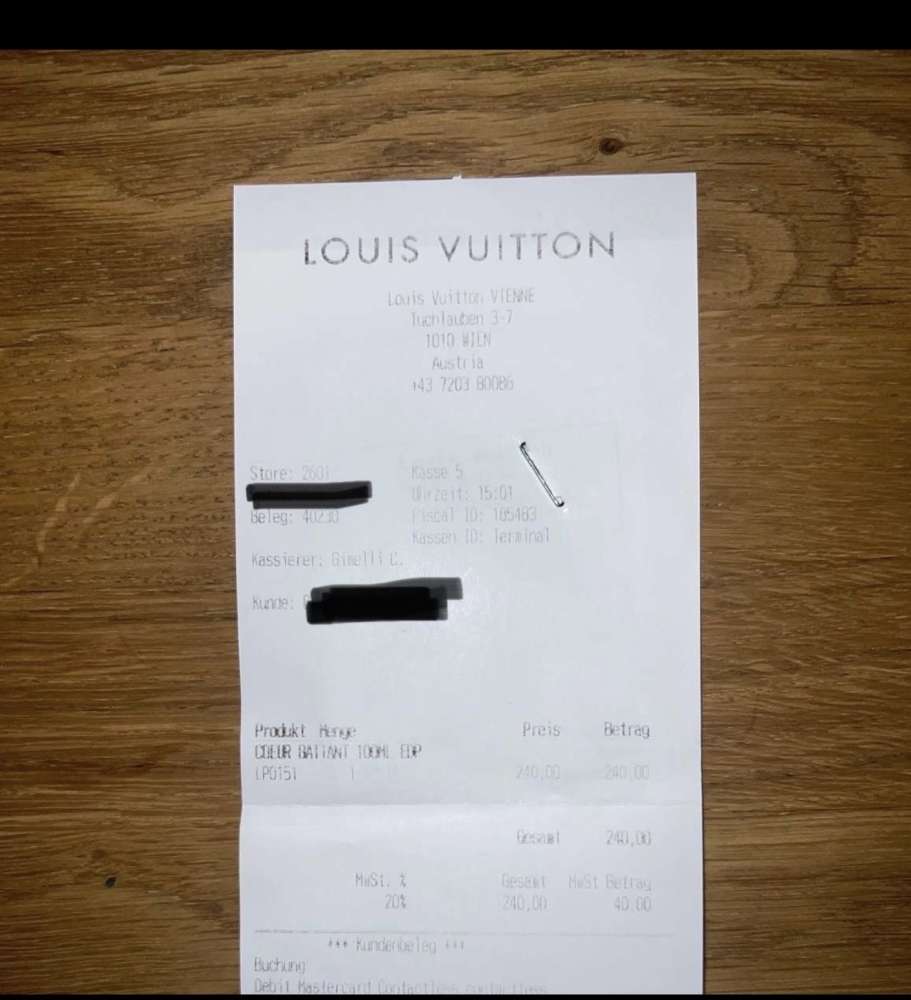 LOUIS VUITTON
Louis Vuitton VIENNE
Tuchlauben 3-7
1010 WIEN
Austria
+43 7203 80086
Store: 2601 Kasse 5
Uhrzeit: 15:01
Beleg: 40230 Fiscal ID: 185483
Kassen ID: Terminal
Kassierer: Gimelli C.
Kunde:
Produkt Menge Preis Betrag
COEUR BATTANT 100ML EDP
LP0151 1 240,00 240,00
Gesamt 240,00
MwSt. % Gesamt MwSt Betrag
20% 240,00 40.00
*** Kundenbeleg ***
Buchung
Debit Mastercard Contactless contactless